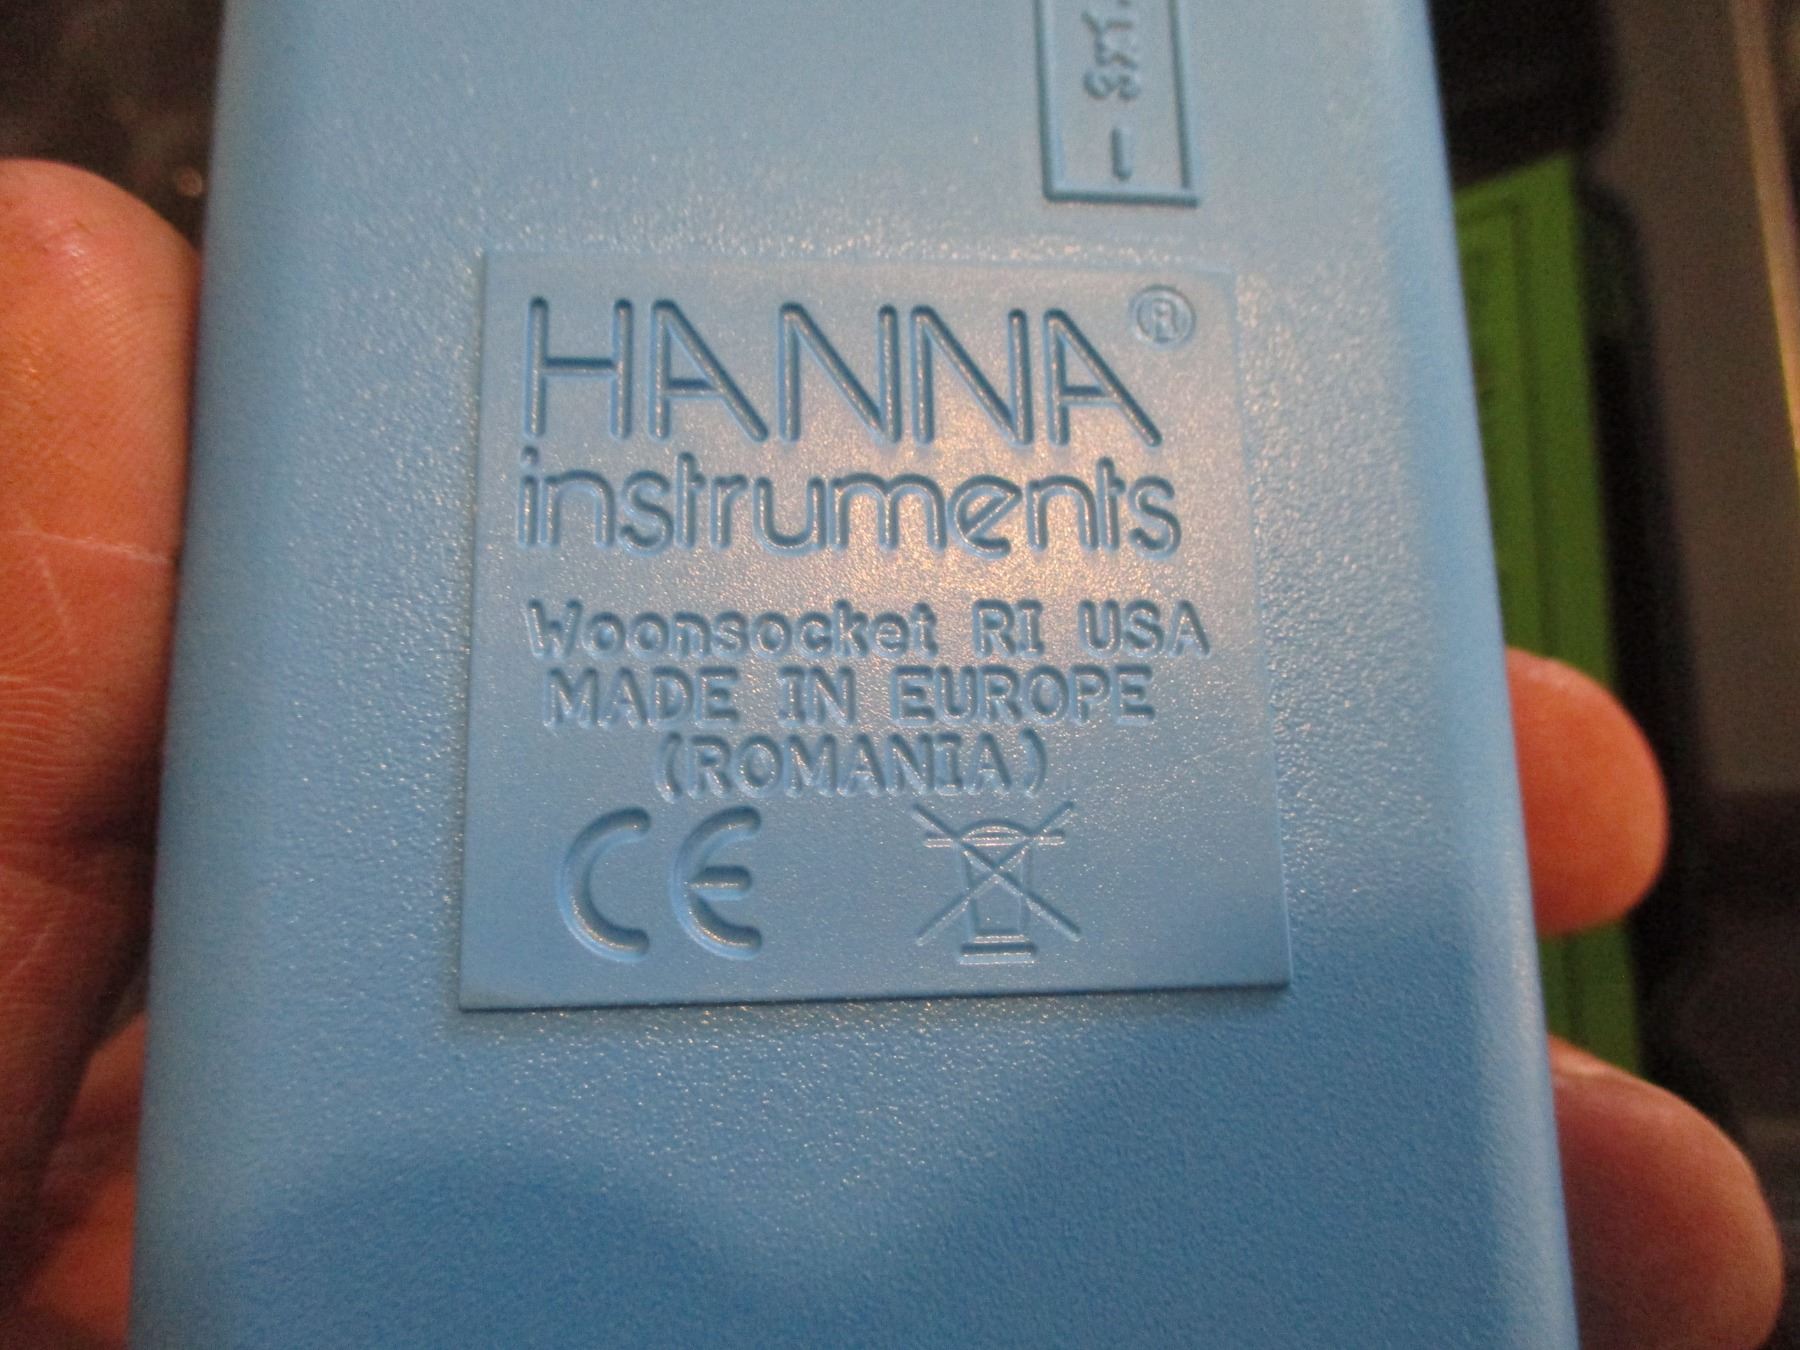 HANNA®
instruments
Woonsocket RI USA
MADE IN EUROPE
(ROMANIA)
CE